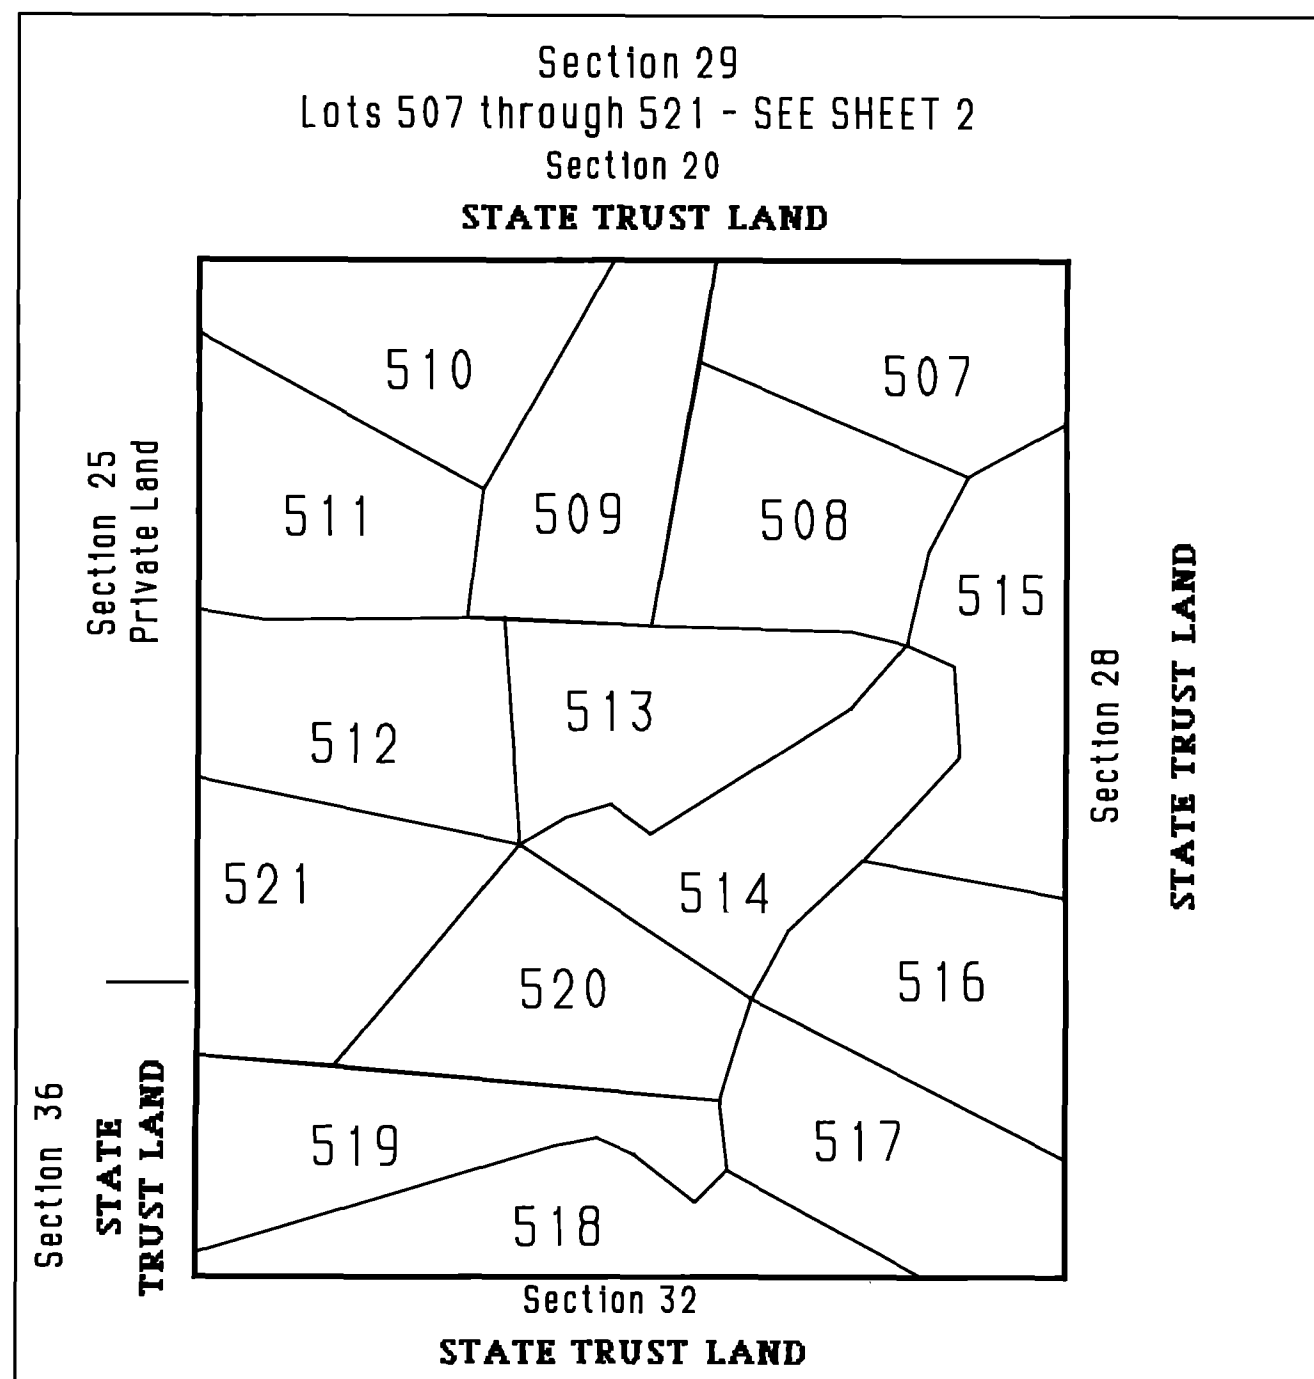 Section 29
Lots 507 through 521 - SEE SHEET 2
Section 20
STATE TRUST LAND
510
507
511
509
508
515
Section 25
Private Land
513
512
Section 28
STATE TRUST LAND
521
514
516
520
519
517
518
Section 36
STATE
TRUST LAND
Section 32
STATE TRUST LAND